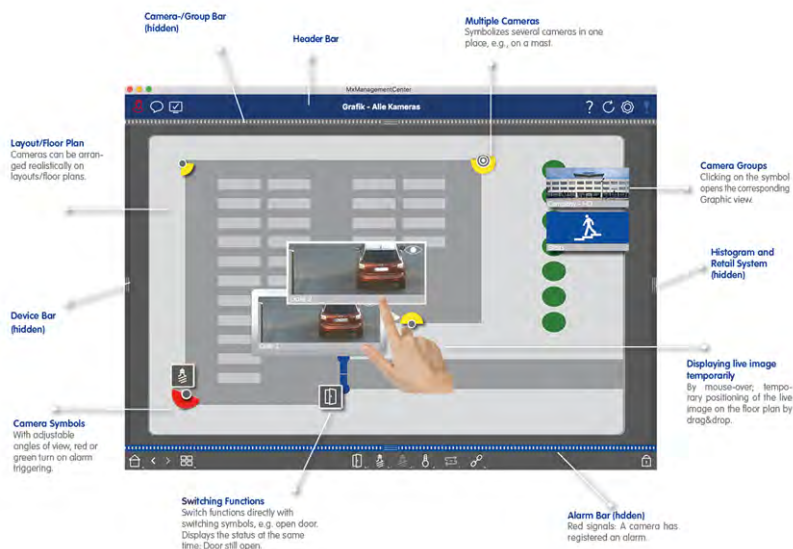 Camera-/Group Bar
(hidden)
Header Bar
Multiple Cameras
Symbolizes several cameras in one
place, e.g., on a mast.
MxManagementCenter
Grafik - Alle Kameras
Layout/Floor Plan
Cameras can be arran-
ged realistically on
layouts/floor plans.
Camera Groups
Clicking on the symbol
opens the corresponding
Graphic view.
Histogram and
Retail System
(hidden)
Device Bar
(hidden)
Displaying live image
temporarily
By mouse-over; tempo-
rary positioning of the live
image on the floor plan by
drag&drop.
Camera Symbols
With adjustable
angles of view, red or
green turn on alarm
triggering.
Switching Functions
Switch functions directly with
switching symbols, e.g. open door.
Displays the status at the same
time: Door still open.
Alarm Bar (hdden)
Red signals: A camera has
registered an alarm.